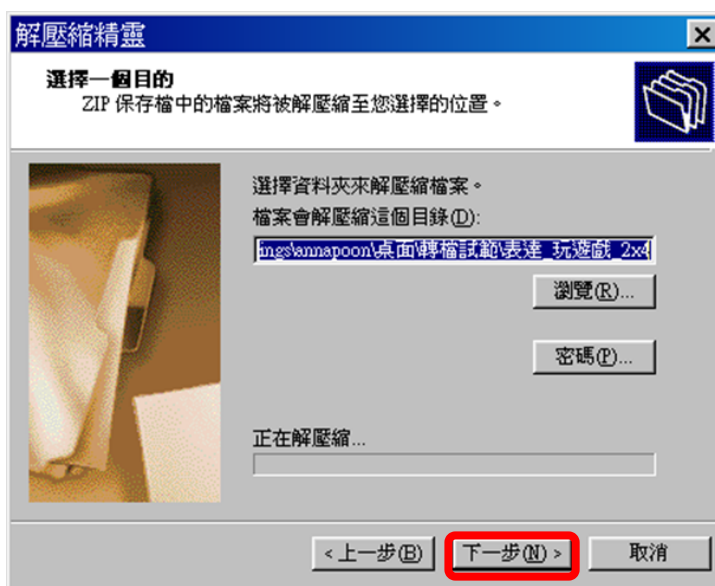 解壓縮精靈
選擇一個目的
ZIP 保存檔中的檔案將被解壓縮至您選擇的位置。
選擇資料夾來解壓縮檔案。
檔案會解壓縮這個目錄(D):
ings\annapoon\桌面\轉檔試範\表達_玩遊戲_2x4
瀏覽(R)...
密碼(P)...
正在解壓縮...
<上一步(B) 下一步(N)> 取消